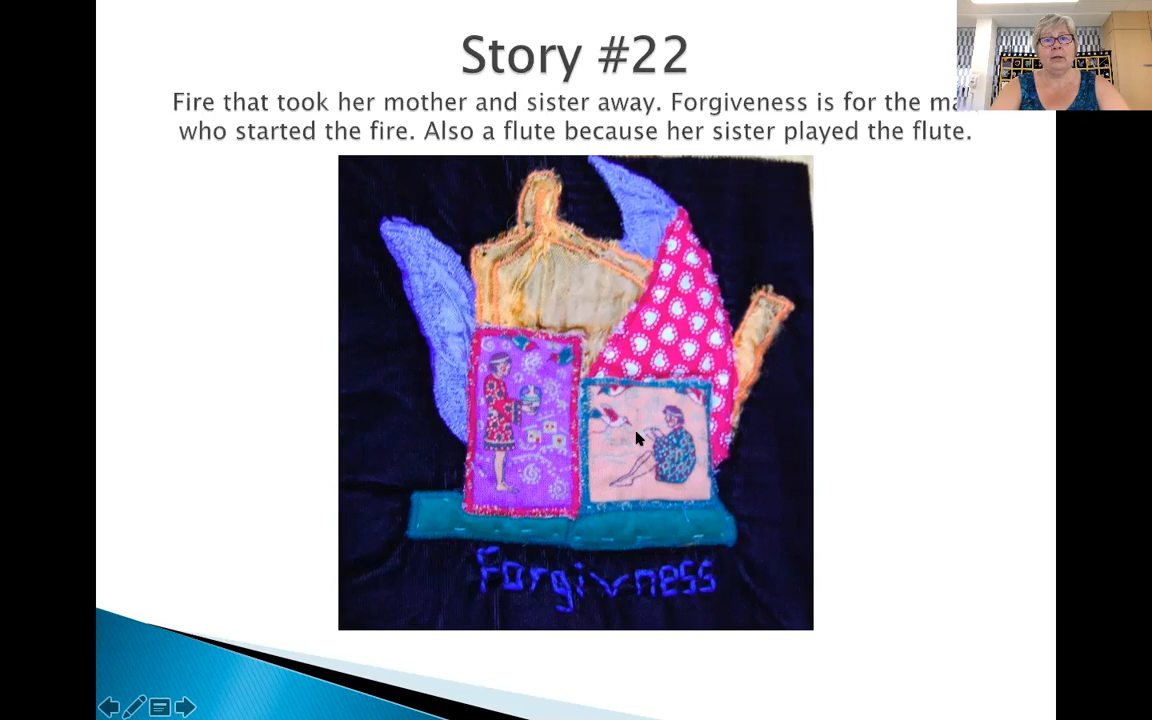 Story #22
Fire that took her mother and sister away. Forgiveness is for the
who started the fire. Also a flute because her sister played the flute.
Forgivness